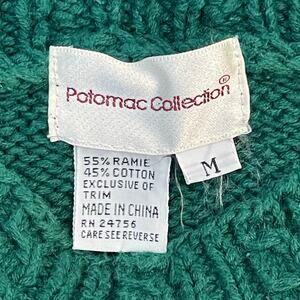 Potomac Collection®
55% RAMIE
45% COTTON
EXCLUSIVE OF
TRIM
MADE IN CHINA
RN 24756
CARE SEE REVERSE
M